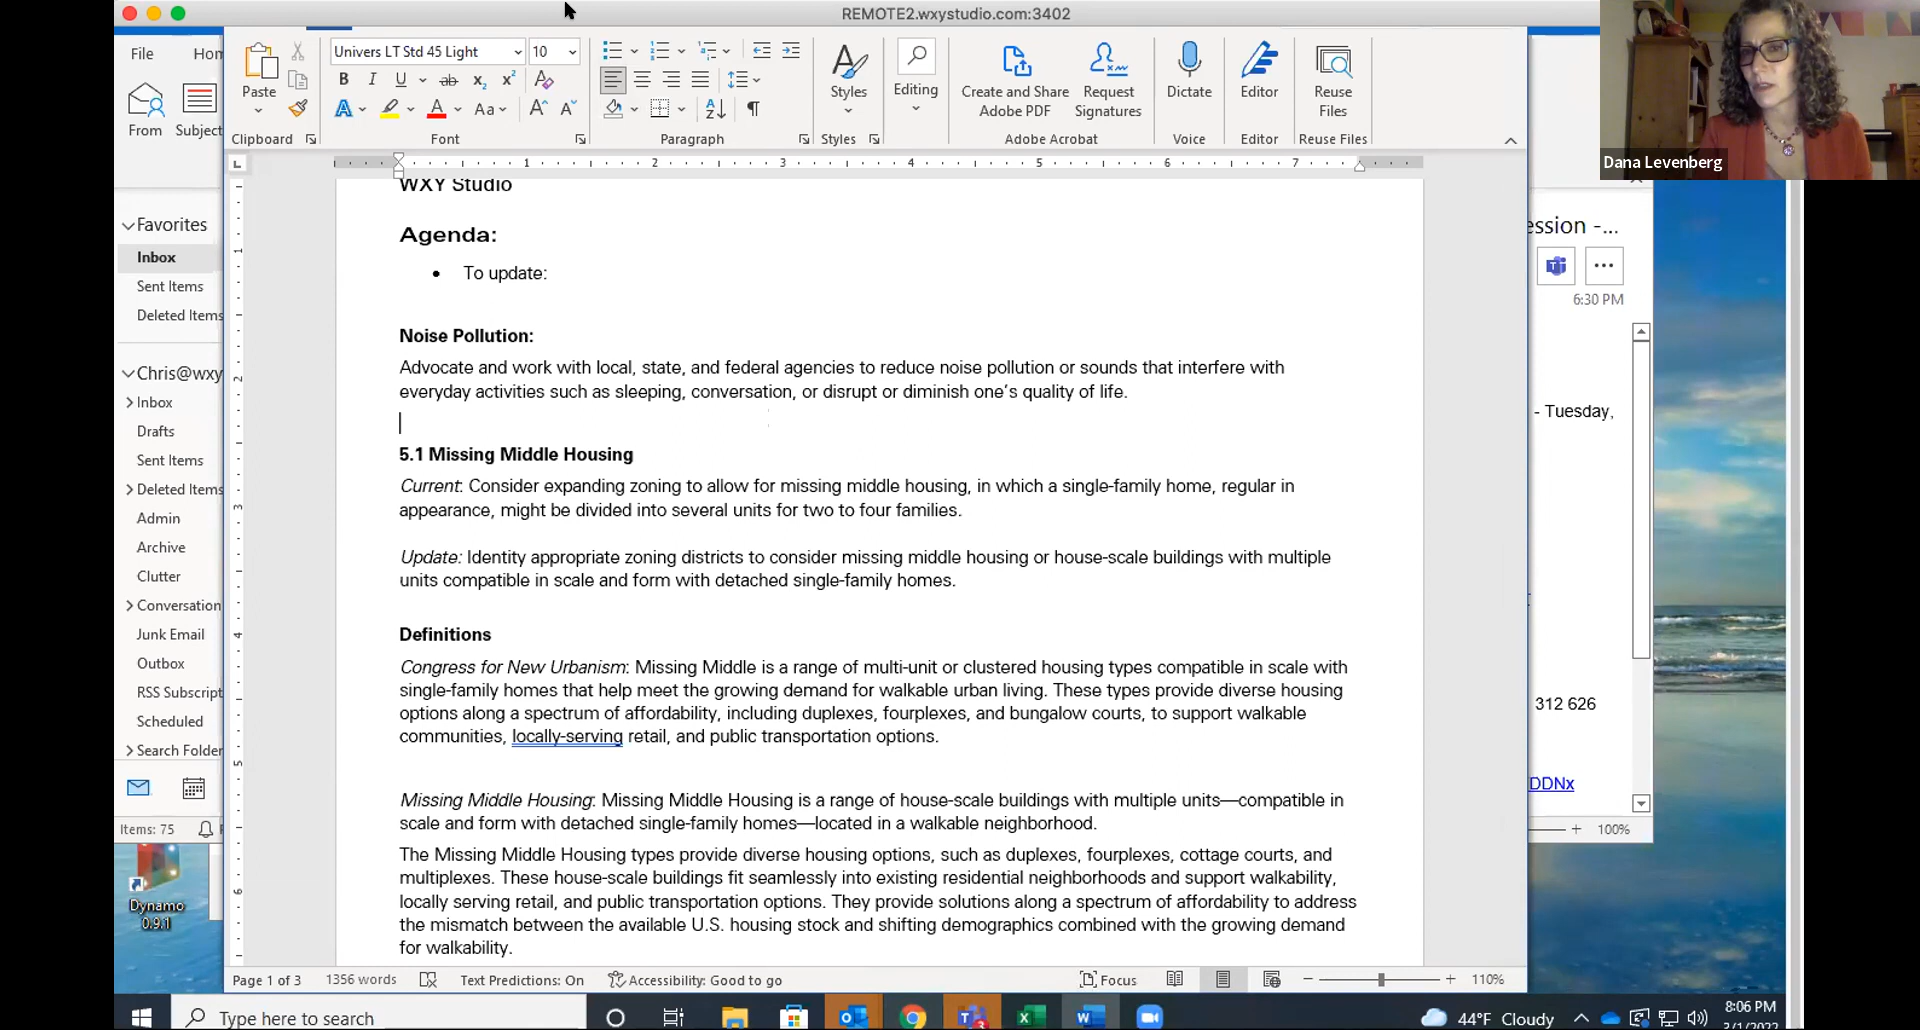 REMOTE2.wxystudio.com:3402
File
Hon
From
Subject
Univers LT Std 45 Light
10
Paste
Styles
Editing
Create and Share
Adobe PDF
Request
Signatures
Dictate
Editor
Reuse
Files
Clipboard
Font
Paragraph
Styles
Adobe Acrobat
Voice
Editor
Reuse Files
Dana Levenberg
1 2 3 4 5 6 7
Favorites
Inbox
Sent Items
Deleted Items
Chris@wxy
Inbox
Drafts
Sent Items
Deleted Items
Admin
Archive
Clutter
Conversation
Junk Email
Outbox
RSS Subscript
Scheduled
Search Folder
Items: 75
Dynamo
0.9.1
WXY Studio
Agenda:
• To update:
Noise Pollution:
Advocate and work with local, state, and federal agencies to reduce noise pollution or sounds that interfere with
everyday activities such as sleeping, conversation, or disrupt or diminish one's quality of life.
5.1 Missing Middle Housing
Current: Consider expanding zoning to allow for missing middle housing, in which a single-family home, regular in
appearance, might be divided into several units for two to four families.
Update: Identity appropriate zoning districts to consider missing middle housing or house-scale buildings with multiple
units compatible in scale and form with detached single-family homes.
Definitions
Congress for New Urbanism: Missing Middle is a range of multi-unit or clustered housing types compatible in scale with
single-family homes that help meet the growing demand for walkable urban living. These types provide diverse housing
options along a spectrum of affordability, including duplexes, fourplexes, and bungalow courts, to support walkable
communities, locally-serving retail, and public transportation options.
Missing Middle Housing: Missing Middle Housing is a range of house-scale buildings with multiple units—compatible in
scale and form with detached single-family homes—located in a walkable neighborhood.
The Missing Middle Housing types provide diverse housing options, such as duplexes, fourplexes, cottage courts, and
multiplexes. These house-scale buildings fit seamlessly into existing residential neighborhoods and support walkability,
locally serving retail, and public transportation options. They provide solutions along a spectrum of affordability to address
the mismatch between the available U.S. housing stock and shifting demographics combined with the growing demand
for walkability.
ession -...
6:30 PM
- Tuesday,
312 626
DDNx
100%
Page 1 of 3
1356 words
Text Predictions: On
Accessibility: Good to go
Focus
110%
Type here to search
44°F Cloudy
8:06 PM
3/1/2022